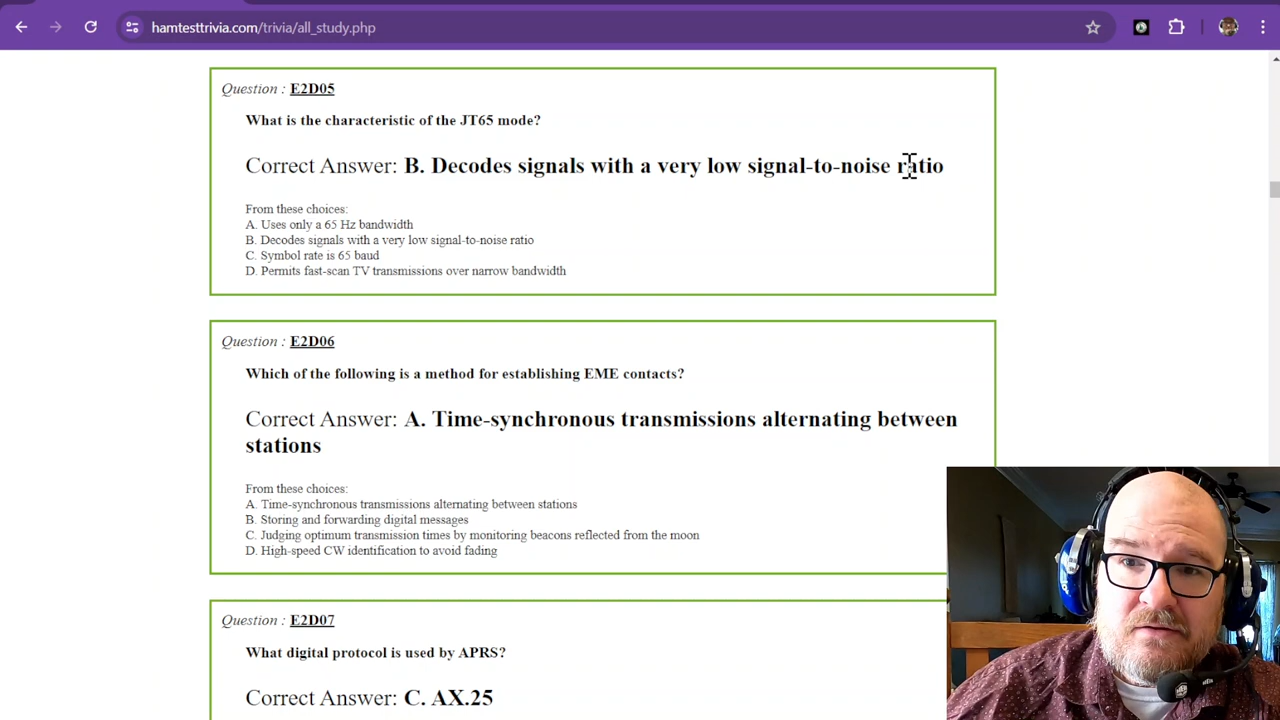 hamtesttrivia.com/trivia/all_study.php
Question : E2D05
What is the characteristic of the JT65 mode?
Correct Answer: B. Decodes signals with a very low signal-to-noise ratio
From these choices:
A. Uses only a 65 Hz bandwidth
B. Decodes signals with a very low signal-to-noise ratio
C. Symbol rate is 65 baud
D. Permits fast-scan TV transmissions over narrow bandwidth
Question : E2D06
Which of the following is a method for establishing EME contacts?
Correct Answer: A. Time-synchronous transmissions alternating between
stations
From these choices:
A. Time-synchronous transmissions alternating between stations
B. Storing and forwarding digital messages
C. Judging optimum transmission times by monitoring beacons reflected from the moon
D. High-speed CW identification to avoid fading
Question : E2D07
What digital protocol is used by APRS?
Correct Answer: C. AX.25